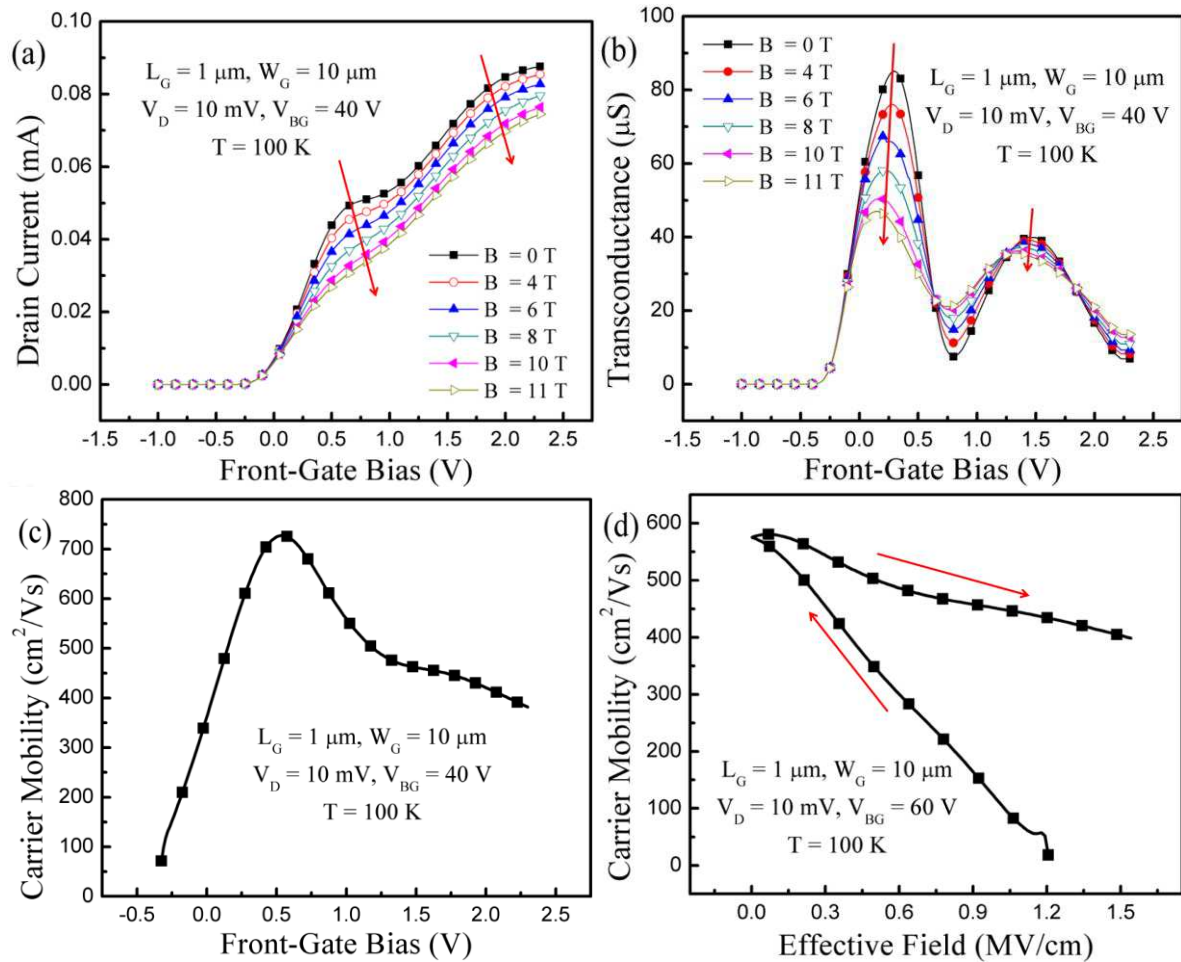 (a)
L_G = 1 μm, W_G = 10 μm
V_D = 10 mV, V_BG = 40 V
T = 100 K
B = 0 T
B = 4 T
B = 6 T
B = 8 T
B = 10 T
B = 11 T
Drain Current (mA)
0.10
0.08
0.06
0.04
0.02
0.00
-1.5 -1.0 -0.5 0.0 0.5 1.0 1.5 2.0 2.5
Front-Gate Bias (V)
(b)
B = 0 T
B = 4 T
B = 6 T
B = 8 T
B = 10 T
B = 11 T
L_G = 1 μm, W_G = 10 μm
V_D = 10 mV, V_BG = 40 V
T = 100 K
Transconductance (μS)
100
80
60
40
20
0
-1.5 -1.0 -0.5 0.0 0.5 1.0 1.5 2.0 2.5
Front-Gate Bias (V)
(c)
L_G = 1 μm, W_G = 10 μm
V_D = 10 mV, V_BG = 40 V
T = 100 K
Carrier Mobility (cm²/Vs)
800
700
600
500
400
300
200
100
0
-0.5 0.0 0.5 1.0 1.5 2.0 2.5
Front-Gate Bias (V)
(d)
L_G = 1 μm, W_G = 10 μm
V_D = 10 mV, V_BG = 60 V
T = 100 K
Carrier Mobility (cm²/Vs)
600
500
400
300
200
100
0
0.0 0.3 0.6 0.9 1.2 1.5
Effective Field (MV/cm)